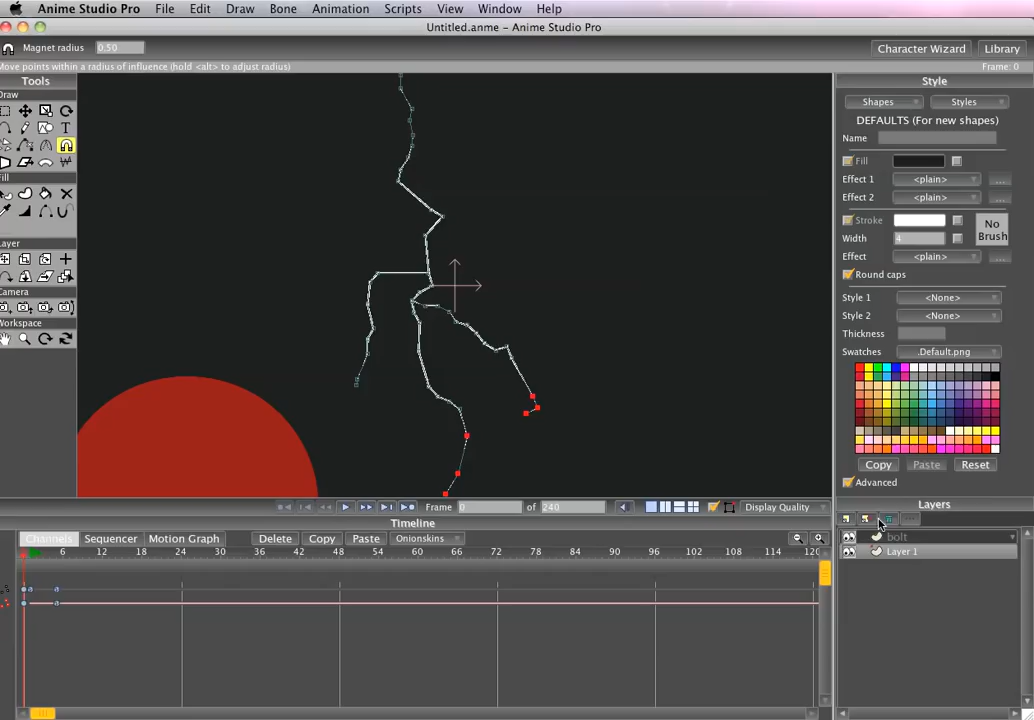 Anime Studio Pro File Edit Draw Bone Animation Scripts View Window Help
Untitled.anme - Anime Studio Pro
Magnet radius 0.50 Character Wizard Library
Move points within a radius of influence (hold <alt> to adjust radius) Frame: 0
Tools Style
Draw
Shapes Styles
DEFAULTS (For new shapes)
T
Name
Fill
Effect 1 <plain> ...
Fill
Effect 2 <plain> ...
Stroke
No Brush
Width 4
Layer
Effect <plain> ...
Round caps
Camera
Style 1 <None>
Style 2 <None>
Workspace
Thickness
Swatches .Default.png
Copy Paste Reset
Advanced
Frame 0 of 240 Display Quality
Layers
Timeline
Channels Sequencer Motion Graph Delete Copy Paste Onionskins
bolt
0 6 12 18 24 30 36 42 48 54 60 66 72 78 84 90 96 102 108 114 120
Layer 1